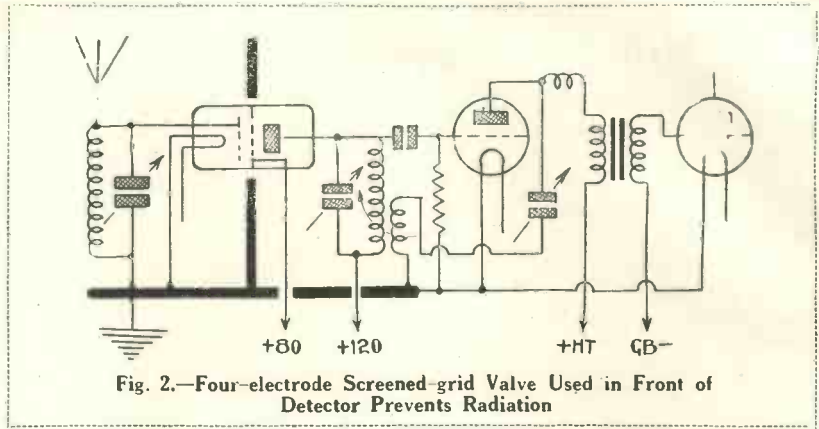 +80 +120 +HT GB-
Fig. 2.—Four-electrode Screened-grid Valve Used in Front of
Detector Prevents Radiation